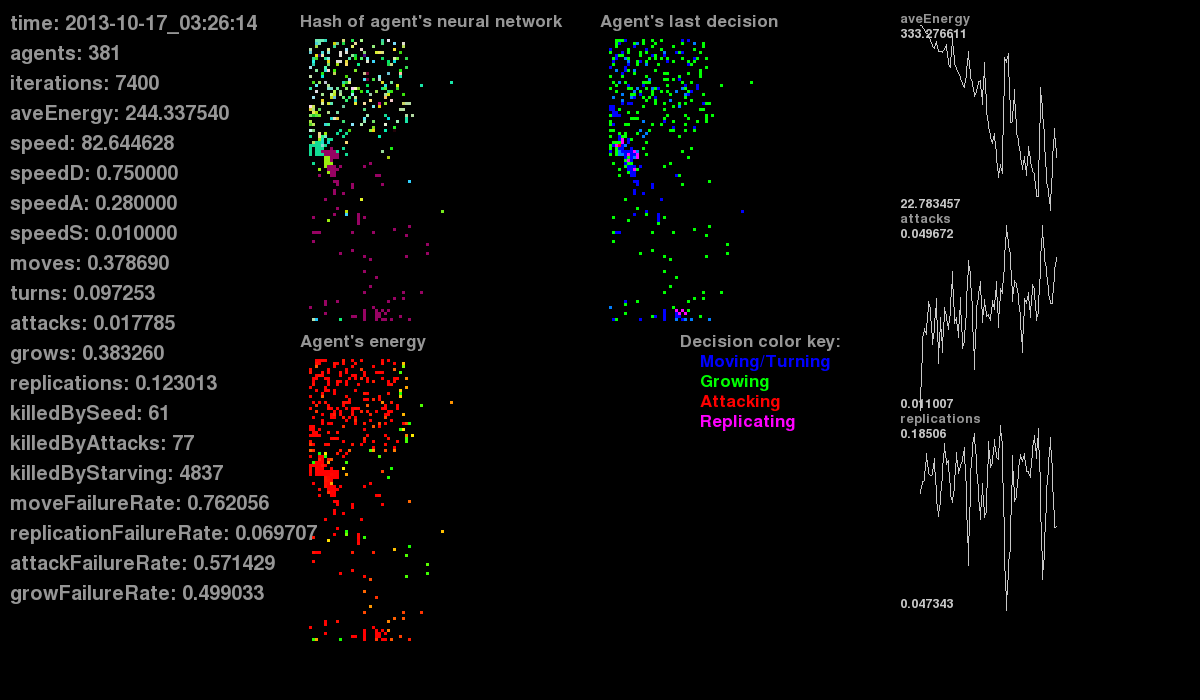 time: 2013-10-17_03:26:14
agents: 381
iterations: 7400
aveEnergy: 244.337540
speed: 82.644628
speedD: 0.750000
speedA: 0.280000
speedS: 0.010000
moves: 0.378690
turns: 0.097253
attacks: 0.017785
grows: 0.383260
replications: 0.123013
killedBySeed: 61
killedByAttacks: 77
killedByStarving: 4837
moveFailureRate: 0.762056
replicationFailureRate: 0.069707
attackFailureRate: 0.571429
growFailureRate: 0.499033
Hash of agent's neural network
Agent's last decision
Agent's energy
Decision color key:
Moving/Turning
Growing
Attacking
Replicating
aveEnergy
333.276611
22.783457
attacks
0.049672
0.011007
replications
0.18506
0.047343